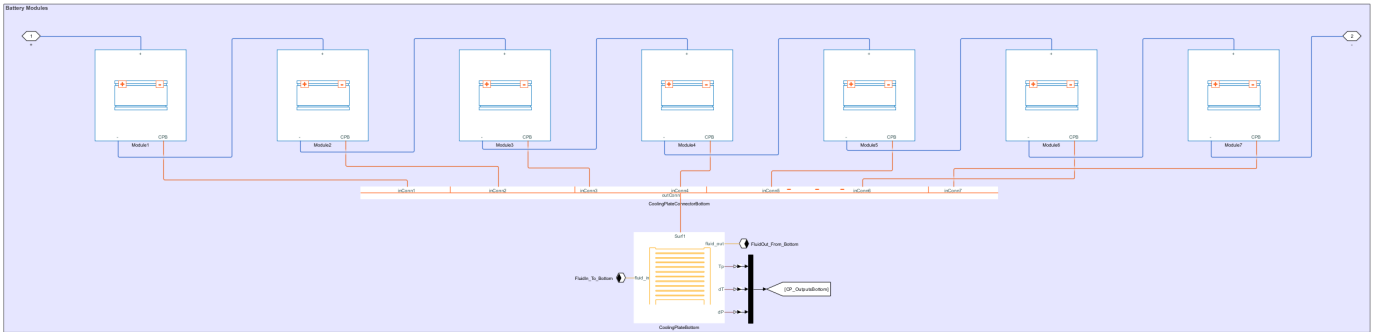 Battery Modules
1
+
2
-
+
+
+
+
+
+
+
+ -
+ -
+ -
+ -
+ -
+ -
+ -
- CPB
- CPB
- CPB
- CPB
- CPB
- CPB
- CPB
Module1
Module2
Module3
Module4
Module5
Module6
Module7
inConn1
inConn2
inConn3
inConn4
inConn5
inConn6
inConn7
surfConn
CoolingPlateConnectorBottom
Surf1
fluid_out
FluidOut_From_Bottom
FluidIn_To_Bottom
fluid_in
Tp
dT
dP
[CP_OutputsBottom]
CoolingPlateBottom